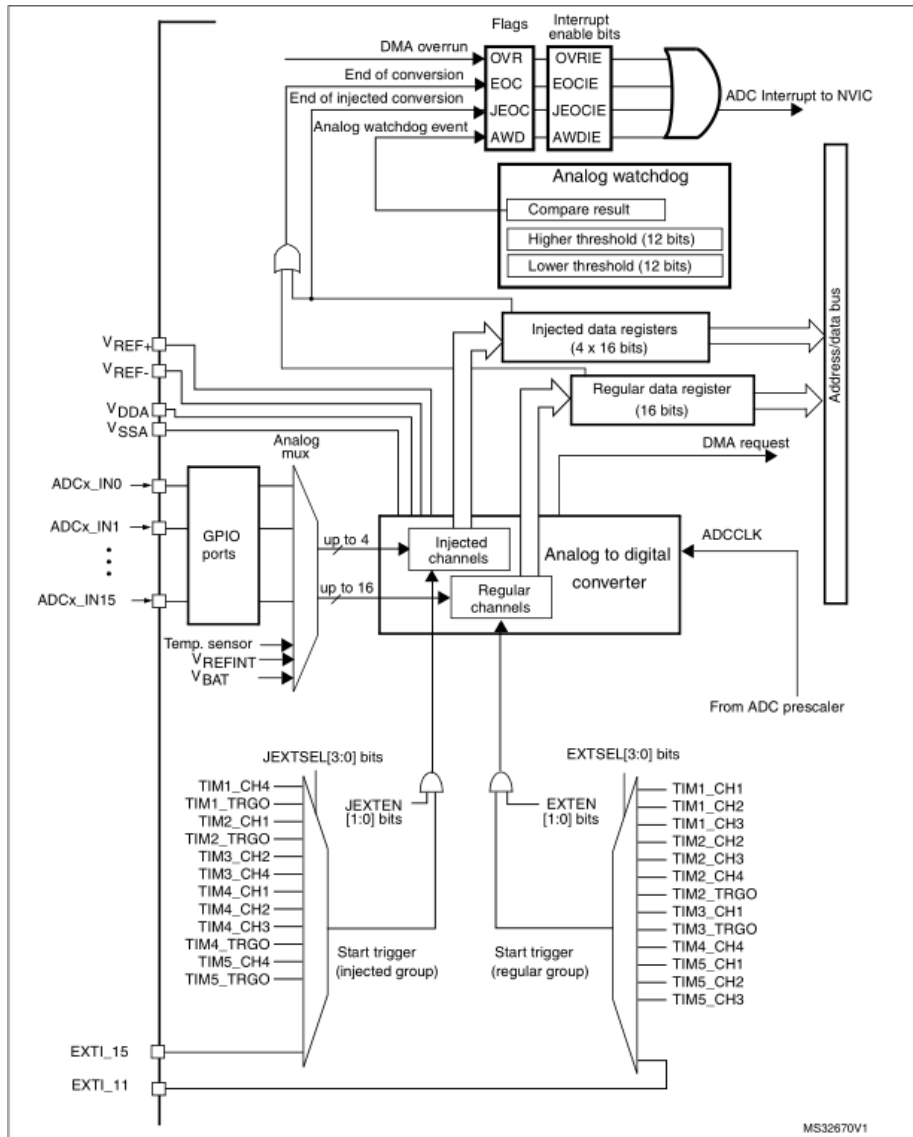 Flags
Interrupt
enable bits
DMA overrun
OVR
OVRIE
End of conversion
EOC
EOCIE
End of injected conversion
JEOC
JEOCIE
ADC Interrupt to NVIC
Analog watchdog event
AWD
AWDIE
Analog watchdog
Compare result
Higher threshold (12 bits)
Lower threshold (12 bits)
Address/data bus
Injected data registers
(4 x 16 bits)
Regular data register
(16 bits)
VREF+
VREF-
VDDA
VSSA
Analog
mux
DMA request
ADCx_IN0
ADCx_IN1
ADCx_IN15
GPIO
ports
up to 4
up to 16
Injected
channels
Regular
channels
Analog to digital
converter
ADCCLK
Temp. sensor
VREFINT
VBAT
From ADC prescaler
JEXTSEL[3:0] bits
EXTSEL[3:0] bits
TIM1_CH4
TIM1_TRGO
TIM2_CH1
TIM2_TRGO
TIM3_CH2
TIM3_CH4
TIM4_CH1
TIM4_CH2
TIM4_CH3
TIM4_TRGO
TIM5_CH4
TIM5_TRGO
JEXTEN
[1:0] bits
EXTEN
[1:0] bits
Start trigger
(injected group)
Start trigger
(regular group)
TIM1_CH1
TIM1_CH2
TIM1_CH3
TIM2_CH2
TIM2_CH3
TIM2_CH4
TIM2_TRGO
TIM3_CH1
TIM3_TRGO
TIM4_CH4
TIM5_CH1
TIM5_CH2
TIM5_CH3
EXTI_15
EXTI_11
MS32670V1